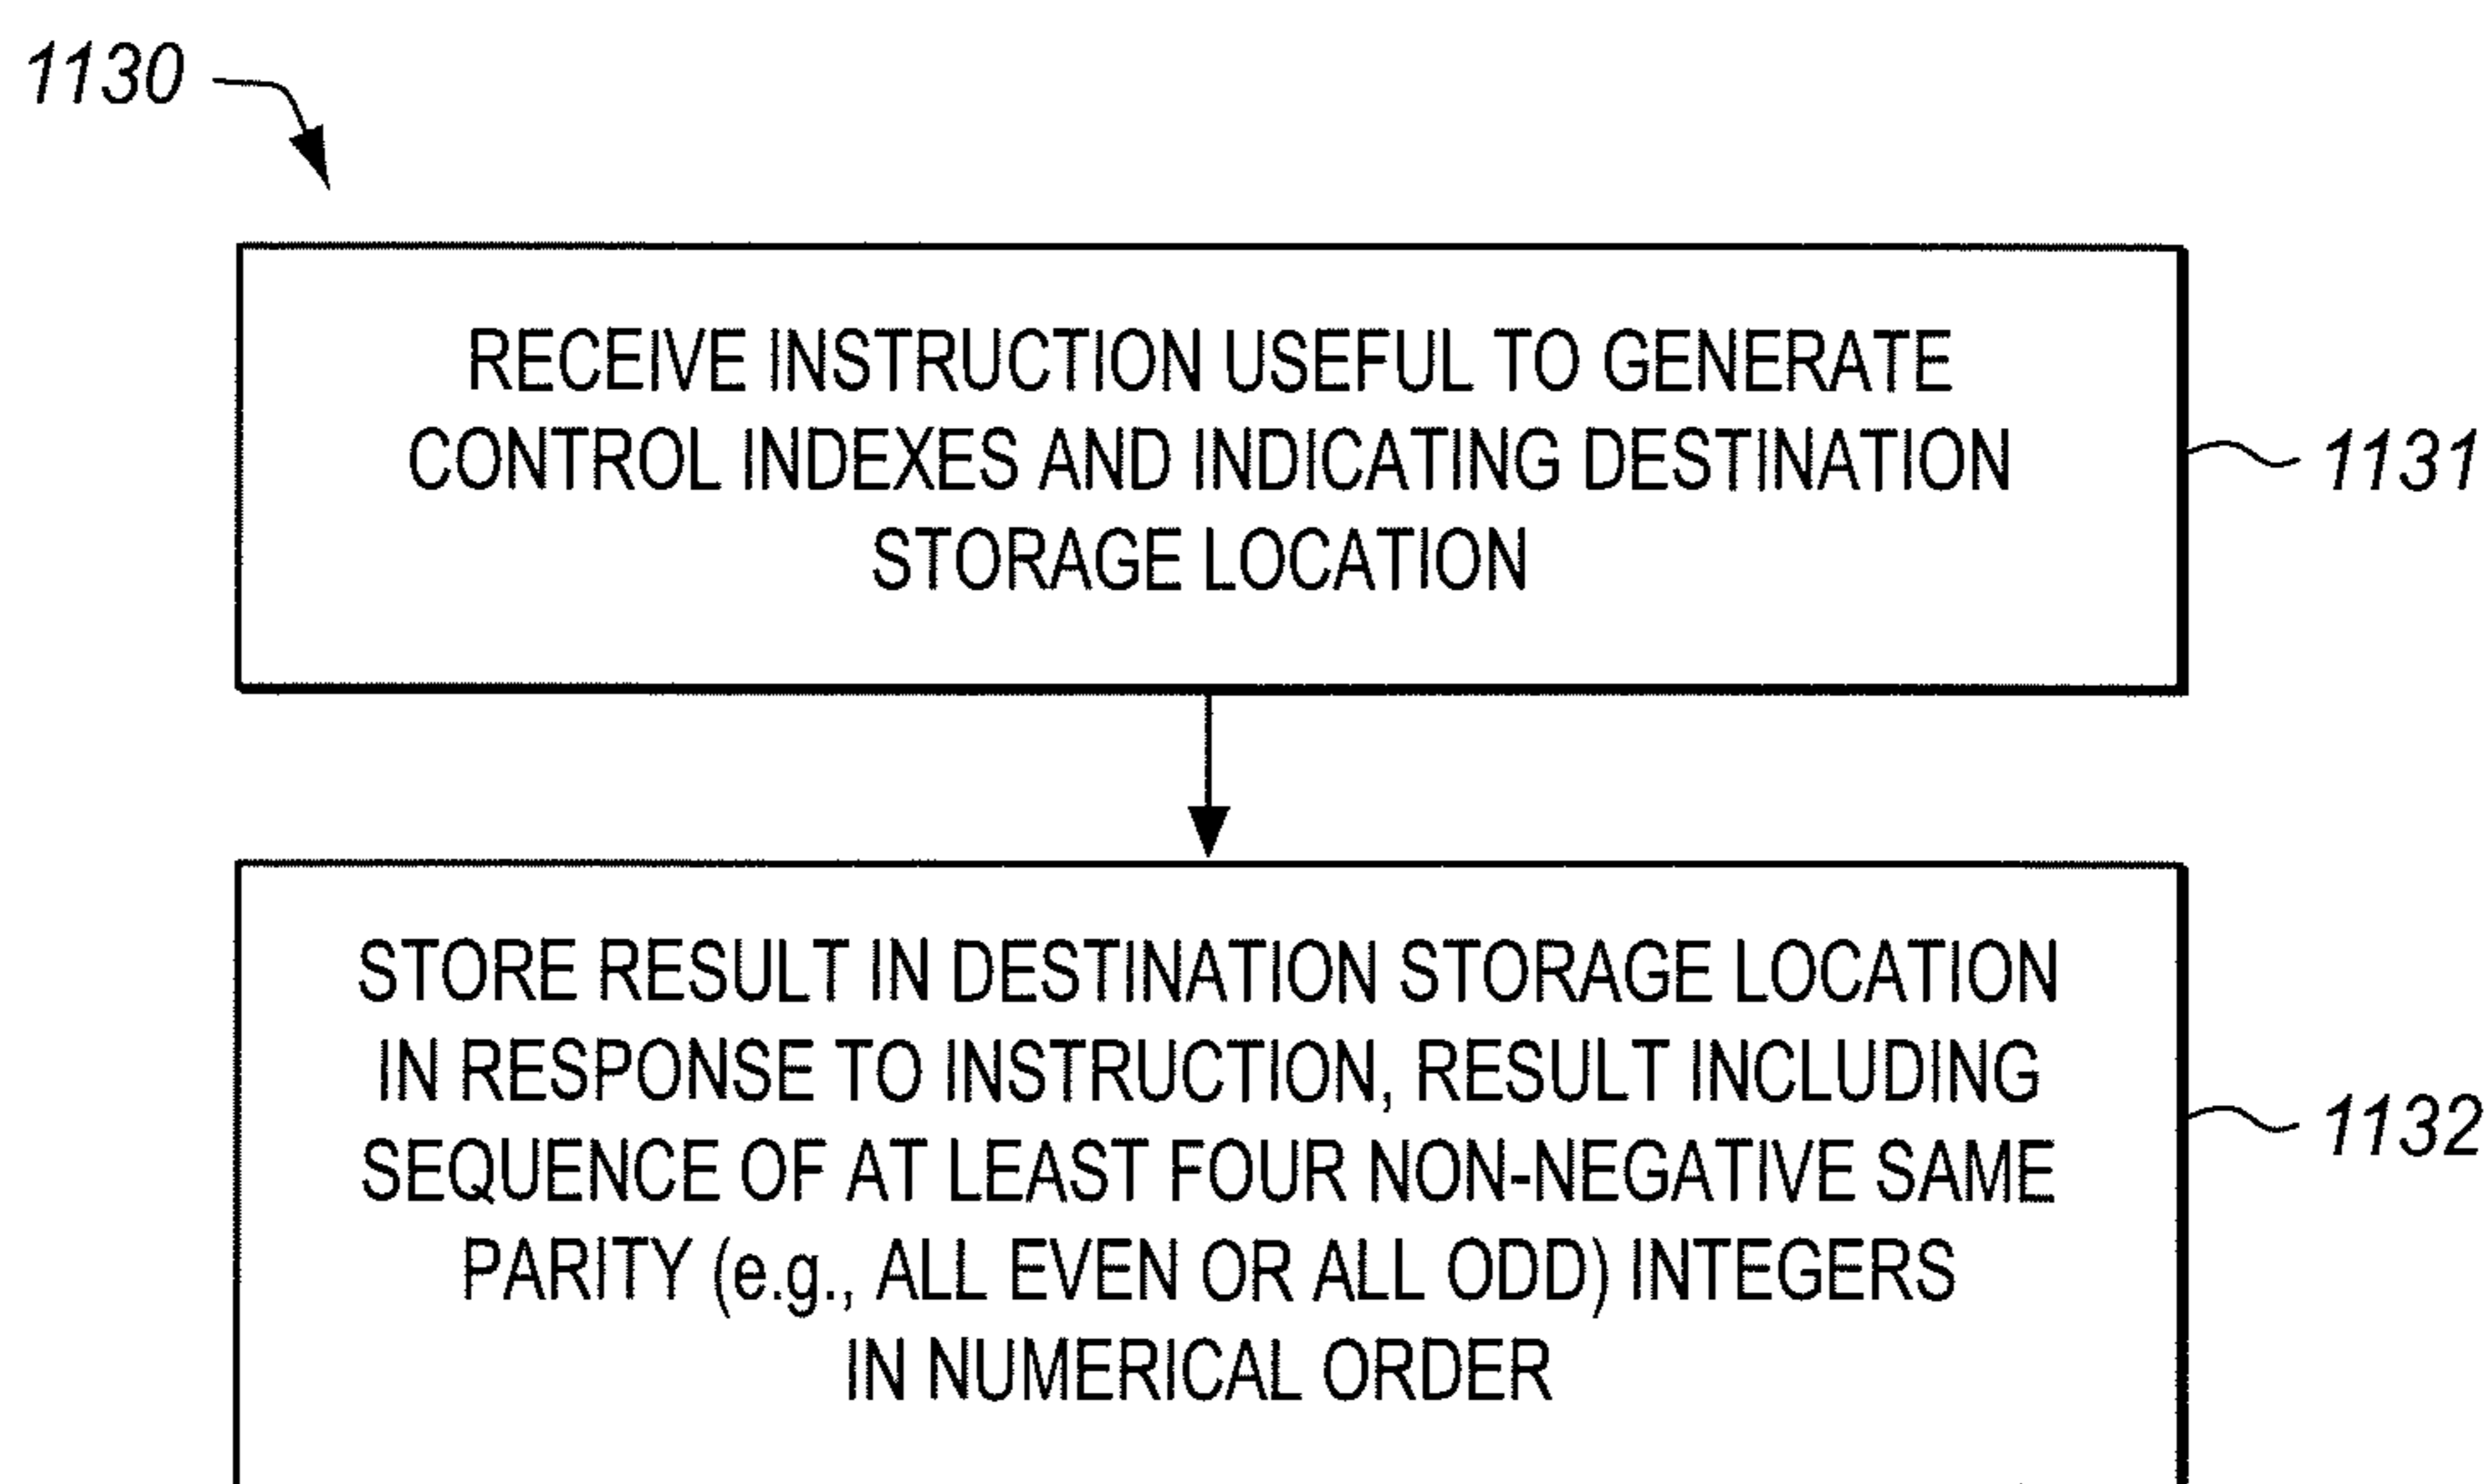 1130
RECEIVE INSTRUCTION USEFUL TO GENERATE
CONTROL INDEXES AND INDICATING DESTINATION
STORAGE LOCATION
1131
STORE RESULT IN DESTINATION STORAGE LOCATION
IN RESPONSE TO INSTRUCTION, RESULT INCLUDING
SEQUENCE OF AT LEAST FOUR NON-NEGATIVE SAME
PARITY (e.g., ALL EVEN OR ALL ODD) INTEGERS
IN NUMERICAL ORDER
1132